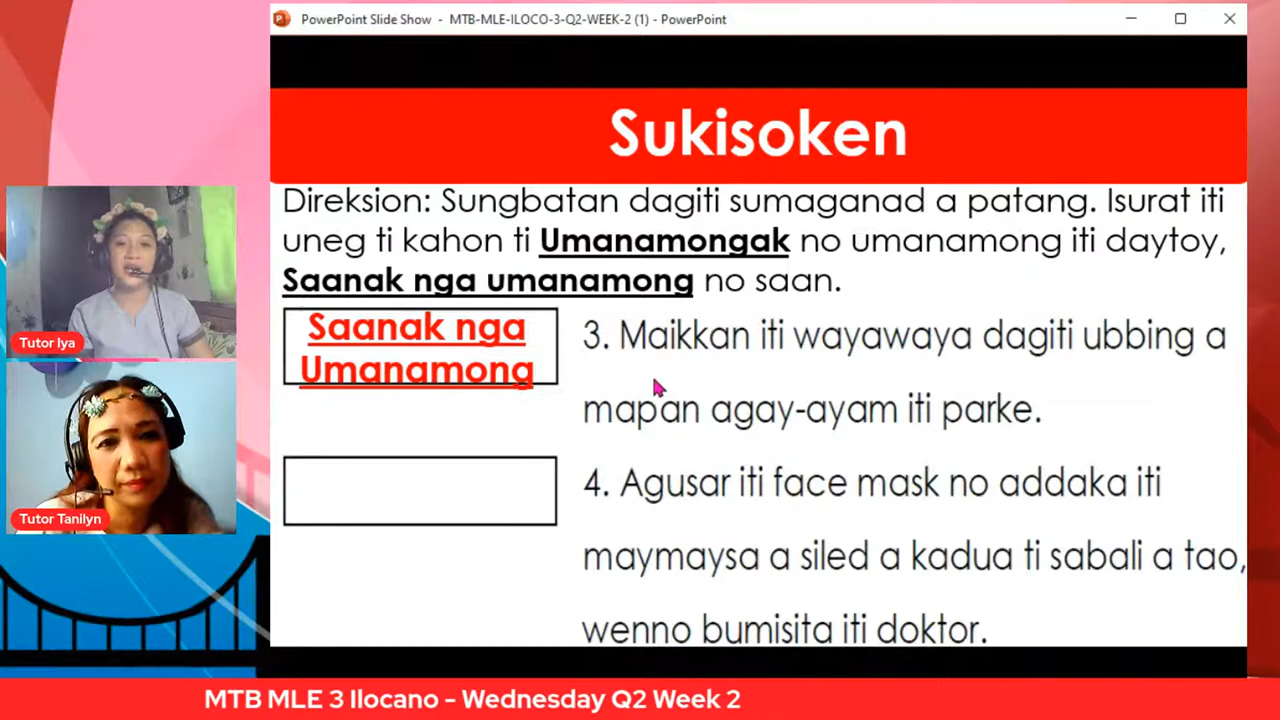 PowerPoint Slide Show - MTB-MLE-ILOCO-3-Q2-WEEK-2 (1) - PowerPoint
Sukisoken
Direksion: Sungbatan dagiti sumaganad a patang. Isurat iti
uneg ti kahon ti Umanamongak no umanamong iti daytoy,
Saanak nga umanamong no saan.
Saanak nga
Umanamong
3. Maikkan iti wayawaya dagiti ubbing a
mapan agay-ayam iti parke.
4. Agusar iti face mask no addaka iti
maymaysa a siled a kadua ti sabali a tao,
wenno bumisita iti doktor.
Tutor Iya
Tutor Tanilyn
MTB MLE 3 Ilocano - Wednesday Q2 Week 2